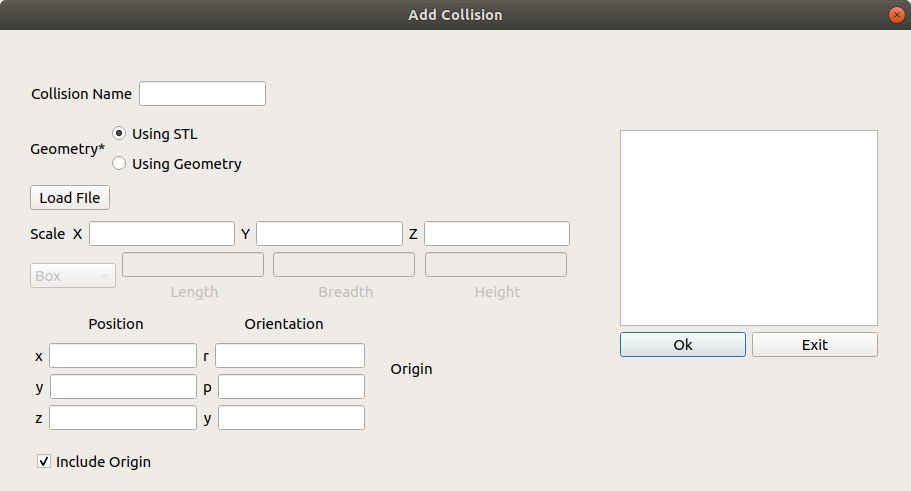 Add Collision
Collision Name
Geometry*
Using STL
Using Geometry
Load FIle
Scale X Y Z
Box
Length Breadth Height
Position Orientation
x r
y p
z y
Origin
Include Origin
Ok Exit